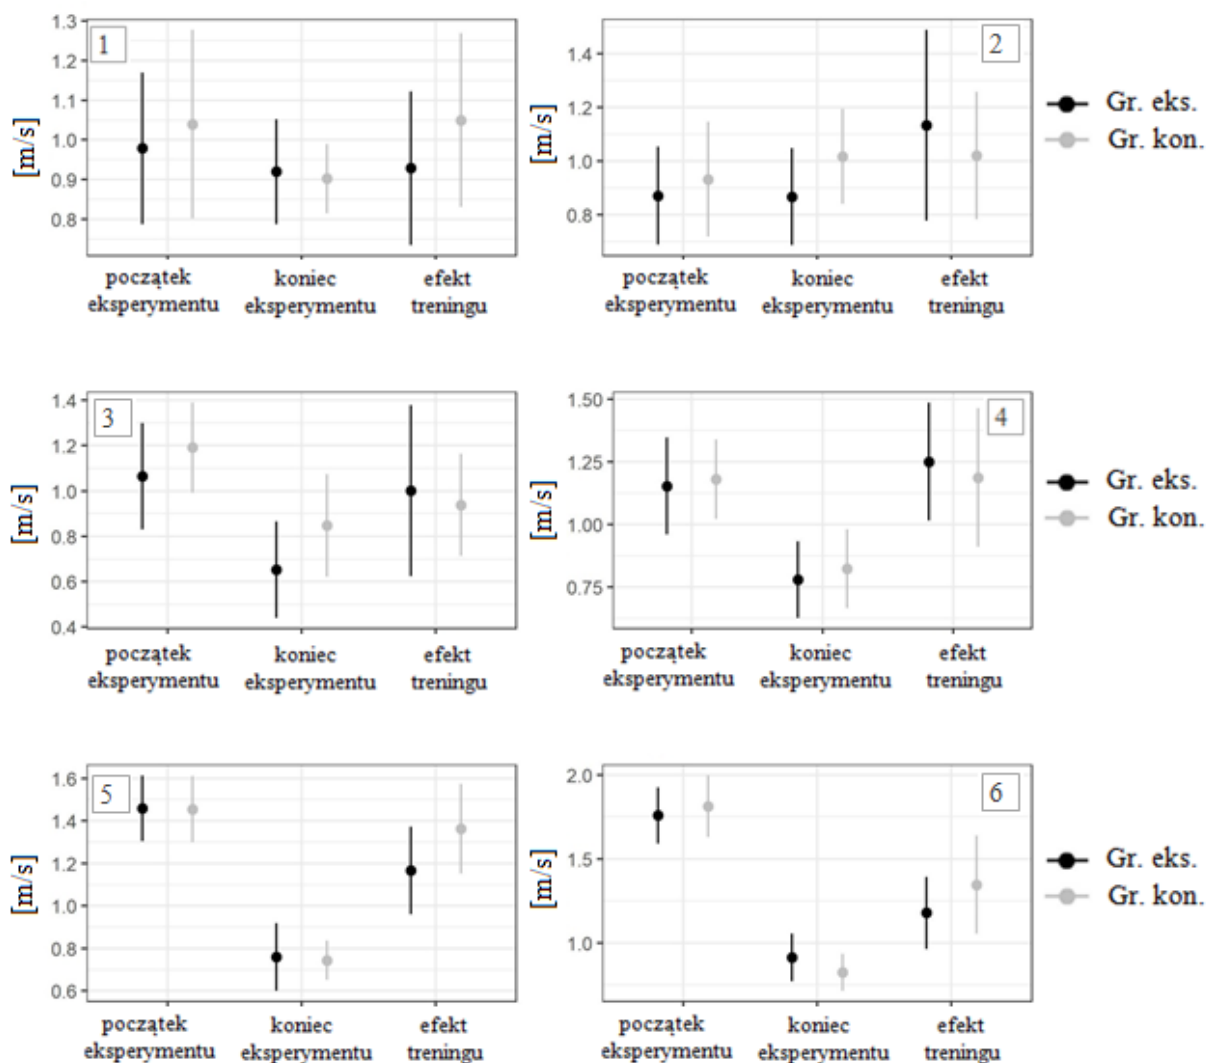 1.3
1.2
1.1
1.0
0.9
0.8
[m/s]
1
początek
eksperymentu
koniec
eksperymentu
efekt
treningu
1.4
1.2
1.0
0.8
[m/s]
2
początek
eksperymentu
koniec
eksperymentu
efekt
treningu
Gr. eks.
Gr. kon.
1.4
1.2
1.0
0.8
0.6
0.4
[m/s]
3
początek
eksperymentu
koniec
eksperymentu
efekt
treningu
1.50
1.25
1.00
0.75
[m/s]
4
początek
eksperymentu
koniec
eksperymentu
efekt
treningu
Gr. eks.
Gr. kon.
1.6
1.4
1.2
1.0
0.8
0.6
[m/s]
5
początek
eksperymentu
koniec
eksperymentu
efekt
treningu
2.0
1.5
1.0
[m/s]
6
początek
eksperymentu
koniec
eksperymentu
efekt
treningu
Gr. eks.
Gr. kon.